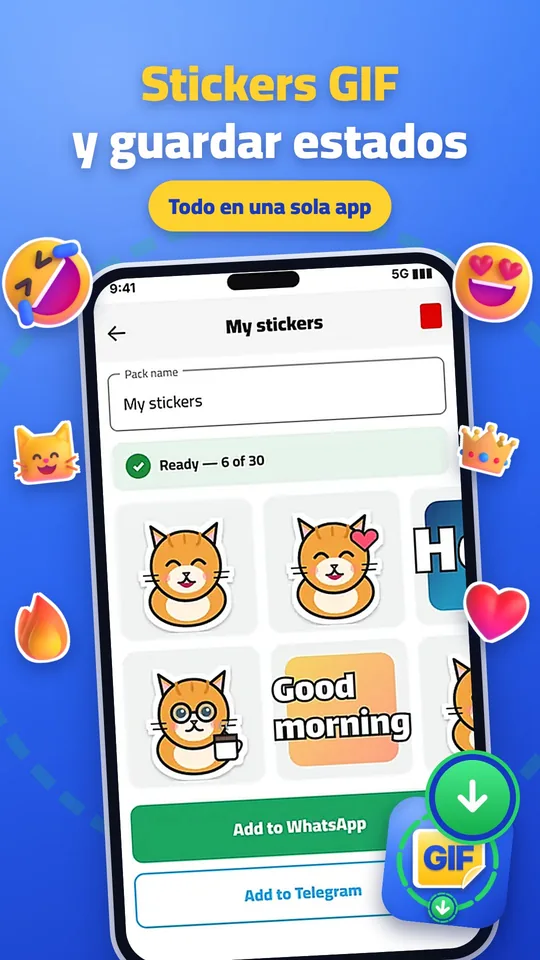 Stickers GIF
y guardar estados
Todo en una sola app
9:41
5G
My stickers
Pack name
My stickers
Ready — 6 of 30
Good
morning
Add to WhatsApp
Add to Telegram
GIF